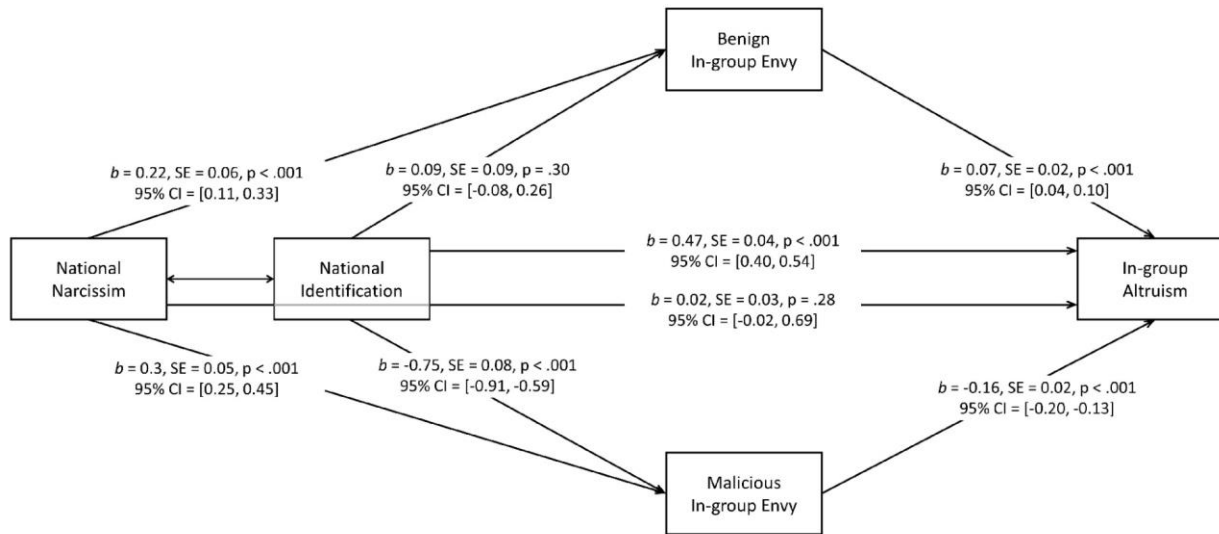 Benign
In-group Envy
b = 0.22, SE = 0.06, p < .001
95% CI = [0.11, 0.33]
b = 0.09, SE = 0.09, p = .30
95% CI = [-0.08, 0.26]
b = 0.07, SE = 0.02, p < .001
95% CI = [0.04, 0.10]
National
Narcissim
National
Identification
b = 0.47, SE = 0.04, p < .001
95% CI = [0.40, 0.54]
b = 0.02, SE = 0.03, p = .28
95% CI = [-0.02, 0.69]
In-group
Altruism
b = 0.3, SE = 0.05, p < .001
95% CI = [0.25, 0.45]
b = -0.75, SE = 0.08, p < .001
95% CI = [-0.91, -0.59]
b = -0.16, SE = 0.02, p < .001
95% CI = [-0.20, -0.13]
Malicious
In-group Envy